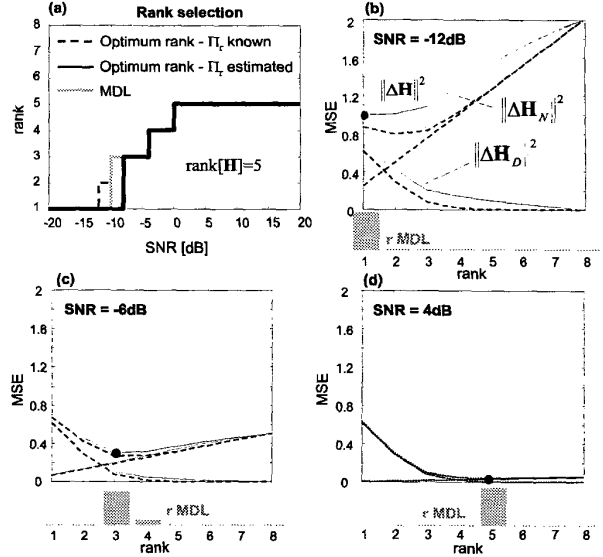 (a)
Rank selection
8
7
6
5
4
3
2
1
rank
Optimum rank - Πr known
Optimum rank - Πr estimated
MDL
rank[H]=5
-20 -15 -10 -5 0 5 10 15 20
SNR [dB]
(b)
SNR = -12dB
2
1.6
1.2
0.8
0.4
0
MSE
||ΔH||²
||ΔH_N||²
||ΔH_D||²
r MDL
1 2 3 4 5 6 7 8
rank
(c)
SNR = -6dB
2
1.6
1.2
0.8
0.4
0
MSE
r MDL
1 2 3 4 5 6 7 8
rank
(d)
SNR = 4dB
2
1.6
1.2
0.8
0.4
0
MSE
r MDL
1 2 3 4 5 6 7 8
rank